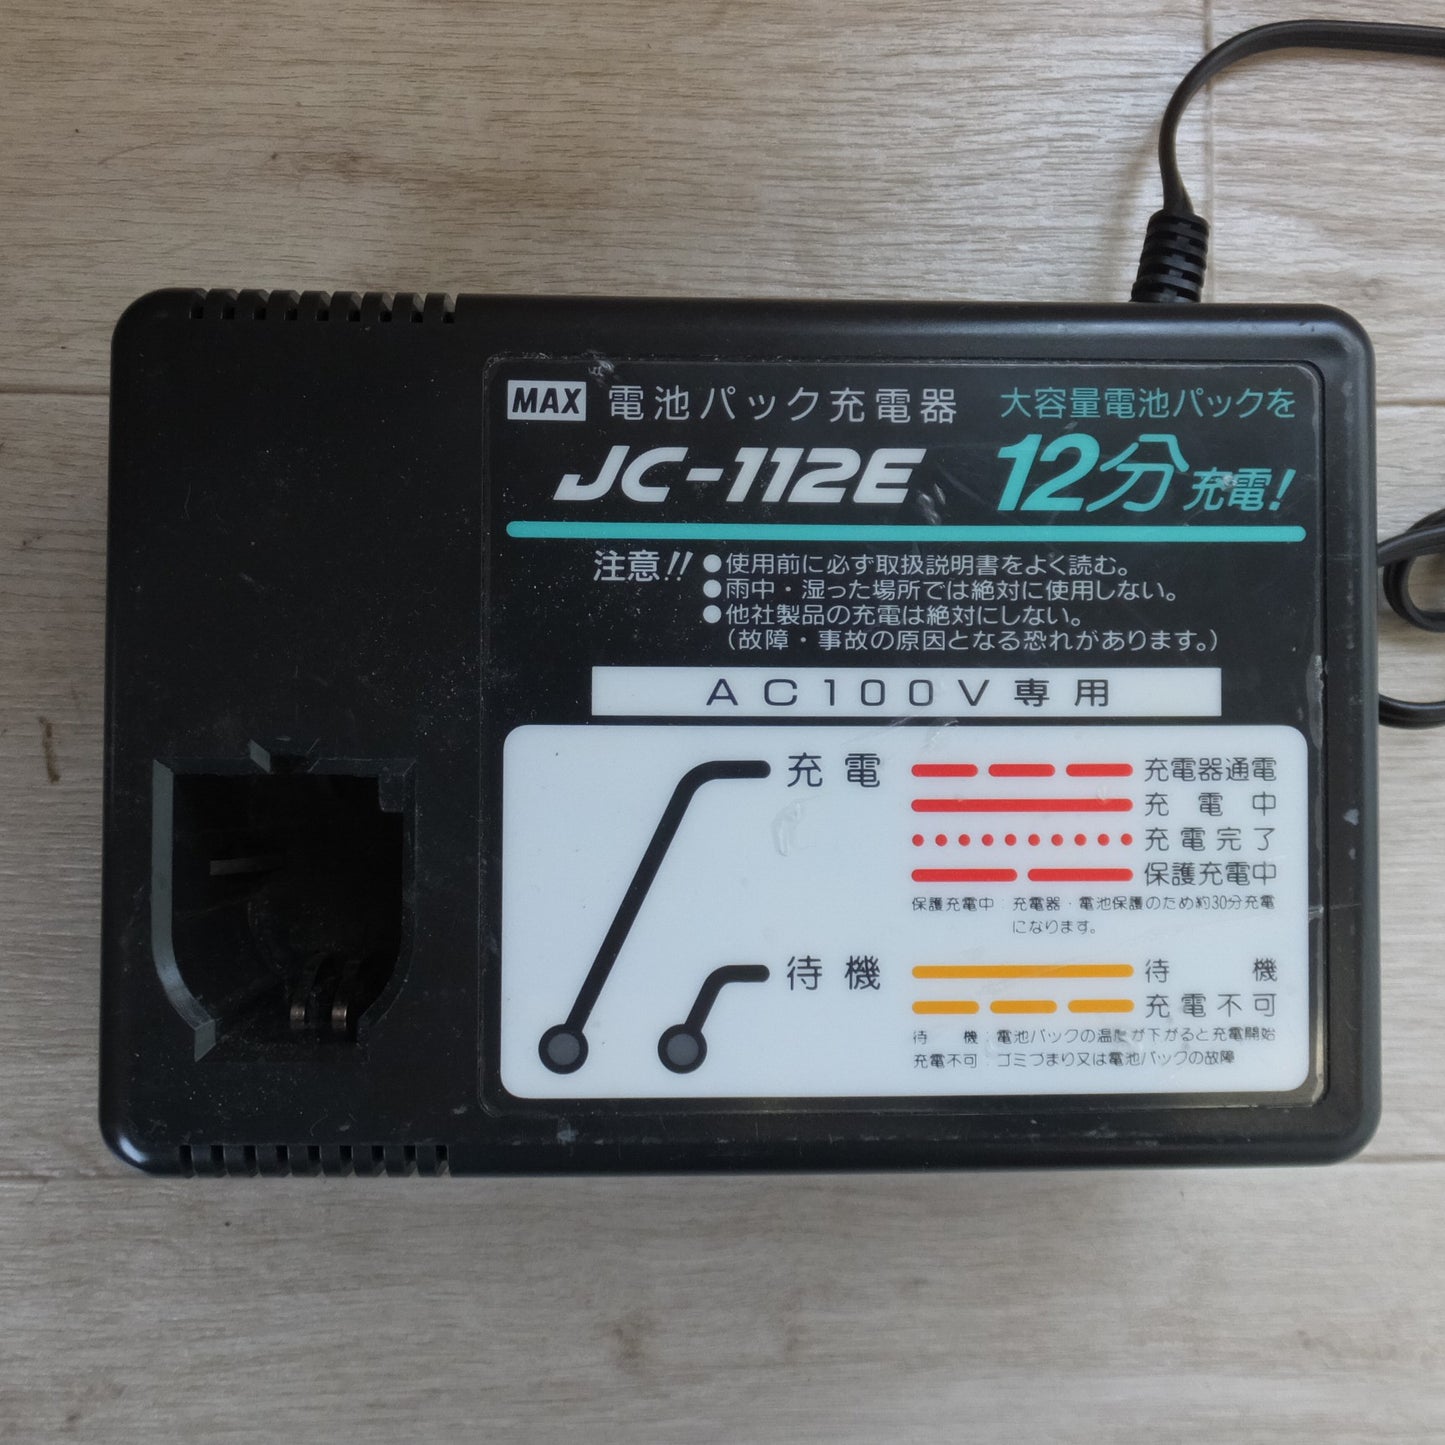 MAX 電池パック充電器
JC-112E
大容量電池パックを
12分充電!
注意!! ●使用前に必ず取扱説明書をよく読む。
●雨中・湿った場所では絶対に使用しない。
●他社製品の充電は絶対にしない。
(故障・事故の原因となる恐れがあります。)
AC100V専用
充電
充電器通電
充電中
充電完了
保護充電中
保護充電中:充電器・電池保護のため約30分充電
になります。
待機
待機
充電不可
待機:電池パックの温度が下がると充電開始
充電不可:ゴミづまり又は電池パックの故障